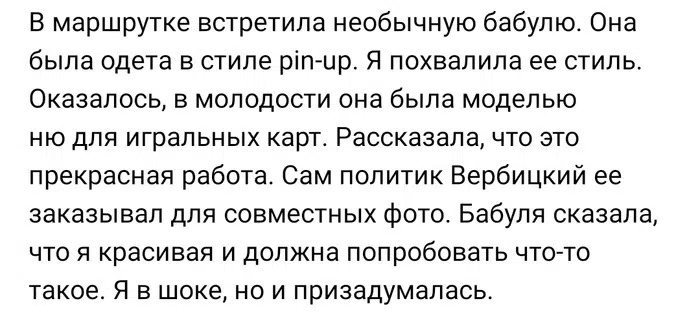 В маршрутке встретила необычную бабулю. Она
была одета в стиле pin-up. Я похвалила ее стиль.
Оказалось, в молодости она была моделью
ню для игральных карт. Рассказала, что это
прекрасная работа. Сам политик Вербицкий ее
заказывал для совместных фото. Бабуля сказала,
что я красивая и должна попробовать что-то
такое. Я в шоке, но и призадумалась.